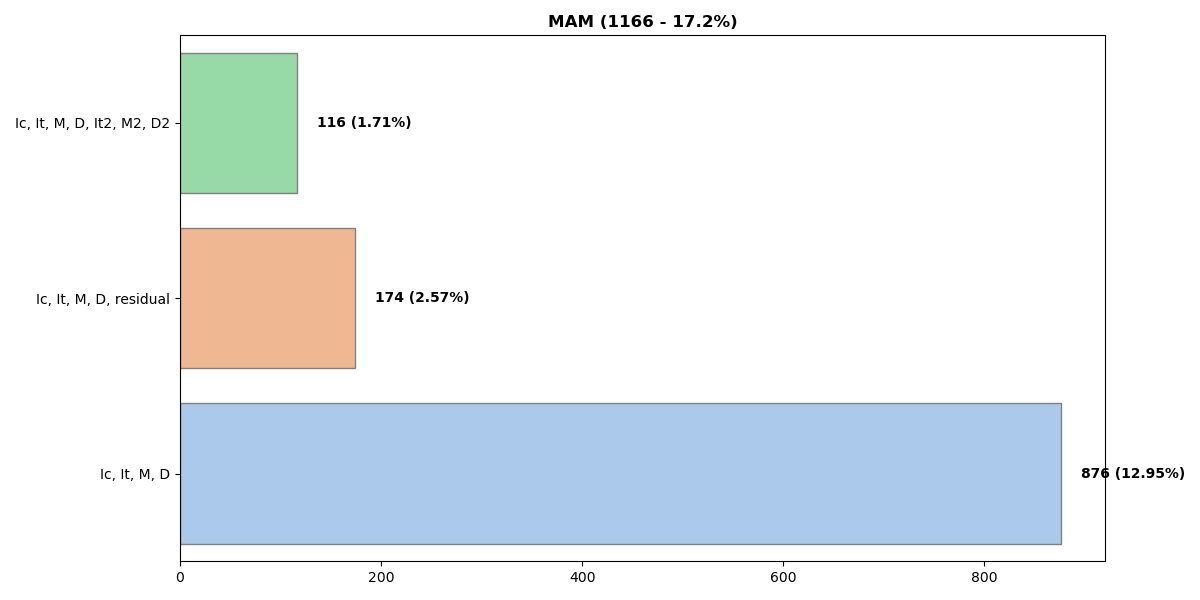 MAM (1166 - 17.2%)
Ic, It, M, D, It2, M2, D2
116 (1.71%)
Ic, It, M, D, residual
174 (2.57%)
Ic, It, M, D
876 (12.95%)
0 200 400 600 800